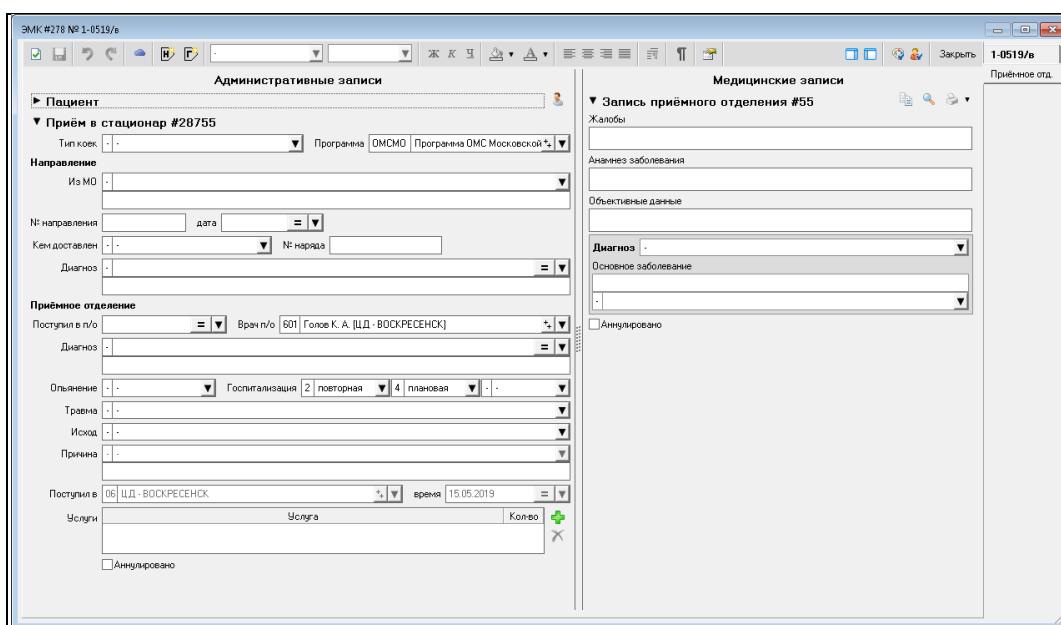 ЭМК #278 № 1-0519/в
Ж К Ч А ¶ Закрыть 1-0519/в
Приёмное отд.
Административные записи
Пациент
Приём в стационар #28755
Тип коек - - Программа ОМСМО Программа ОМС Московской
Направление
Из МО -
№ направления дата =
Кем доставлен - - № наряда
Диагноз - =
Приёмное отделение
Поступил в п/о = Врач п/о 601 Голов К. А. [ЦД - ВОСКРЕСЕНСК]
Диагноз - =
Опьянение - - Госпитализация 2 повторная 4 плановая - -
Травма - -
Исход - -
Причина - -
Поступил в 06 ЦД - ВОСКРЕСЕНСК время 15.05.2019 =
Услуги Услуга Кол-во
Аннулировано
Медицинские записи
Запись приёмного отделения #55
Жалобы
Анамнез заболевания
Объективные данные
Диагноз -
Основное заболевание
-
Аннулировано